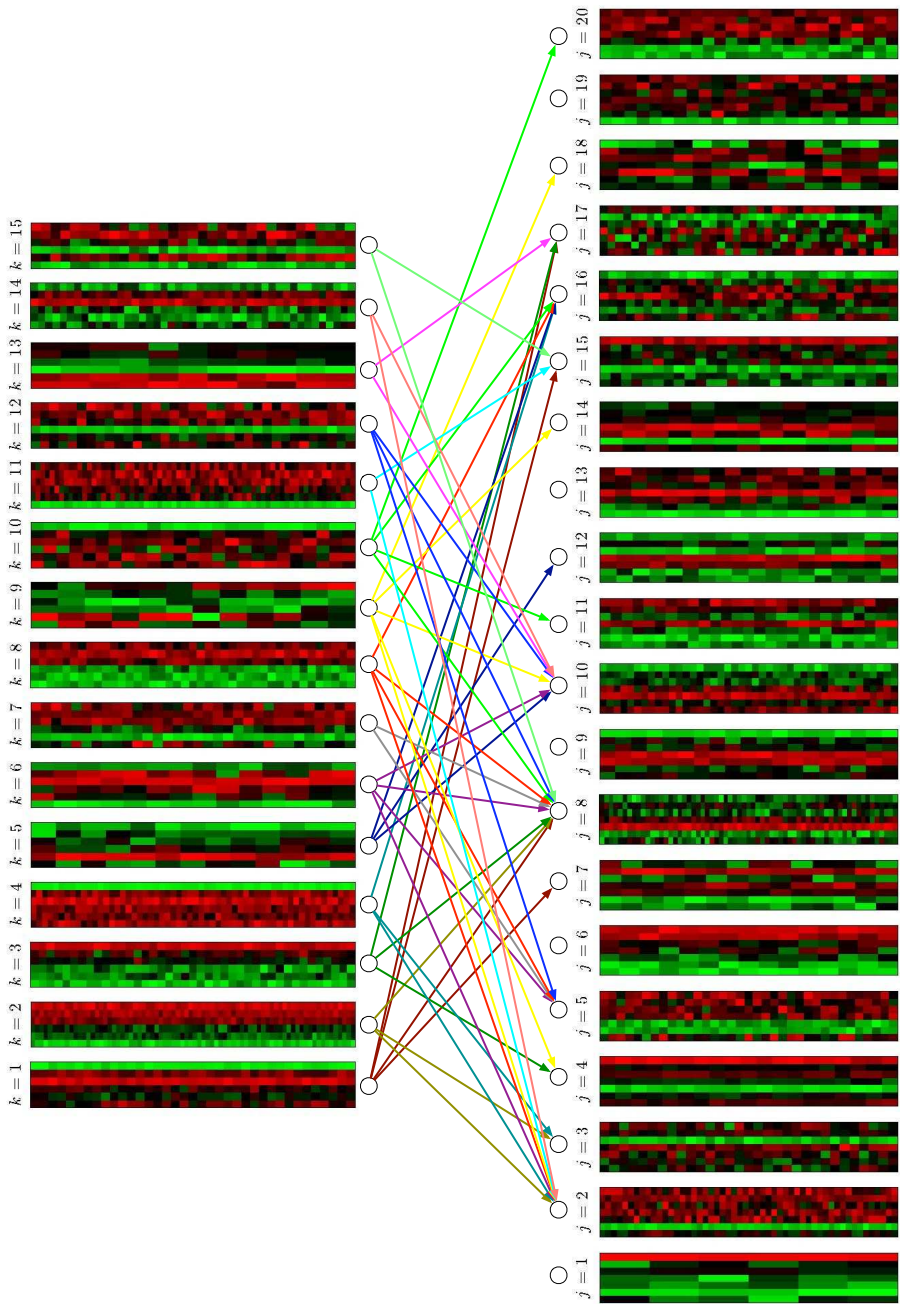 k = 1
k = 2
k = 3
k = 4
k = 5
k = 6
k = 7
k = 8
k = 9
k = 10
k = 11
k = 12
k = 13
k = 14
k = 15
j = 1
j = 2
j = 3
j = 4
j = 5
j = 6
j = 7
j = 8
j = 9
j = 10
j = 11
j = 12
j = 13
j = 14
j = 15
j = 16
j = 17
j = 18
j = 19
j = 20